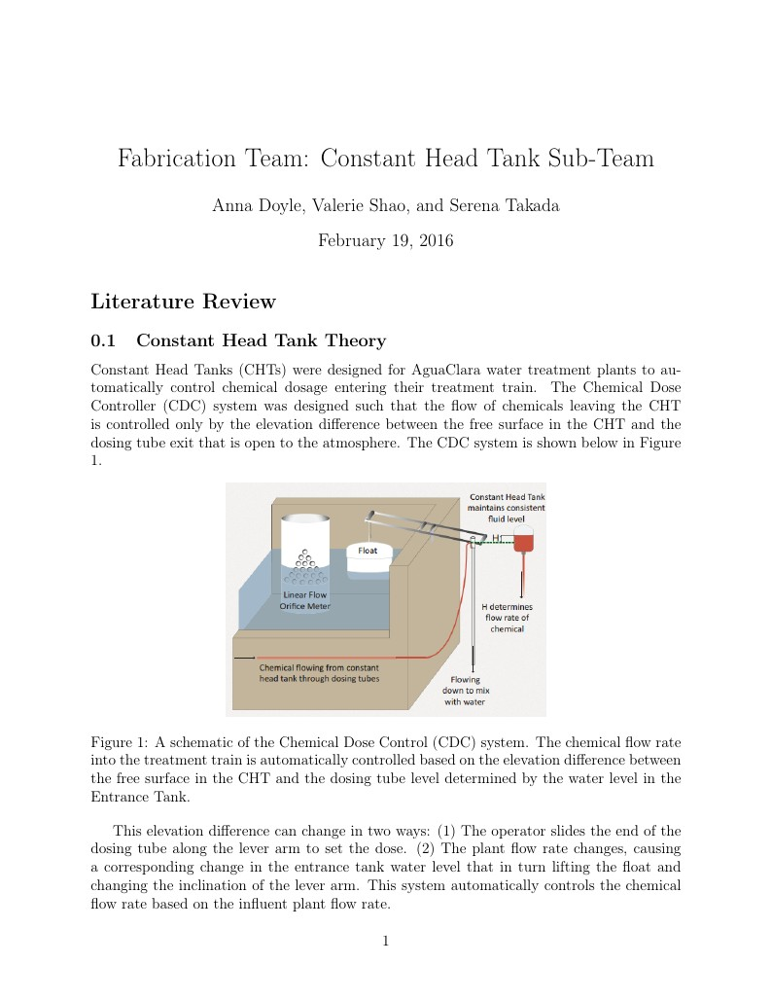 Fabrication Team: Constant Head Tank Sub-Team
Anna Doyle, Valerie Shao, and Serena Takada
February 19, 2016
Literature Review
0.1 Constant Head Tank Theory
Constant Head Tanks (CHTs) were designed for AguaClara water treatment plants to au-
tomatically control chemical dosage entering their treatment train. The Chemical Dose
Controller (CDC) system was designed such that the flow of chemicals leaving the CHT
is controlled only by the elevation difference between the free surface in the CHT and the
dosing tube exit that is open to the atmosphere. The CDC system is shown below in Figure
1.
Constant Head Tank
maintains consistent
fluid level
Float
H
Linear Flow
Orifice Meter
H determines
flow rate of
chemical
Chemical flowing from constant
head tank through dosing tubes
Flowing
down to mix
with water
Figure 1: A schematic of the Chemical Dose Control (CDC) system. The chemical flow rate
into the treatment train is automatically controlled based on the elevation difference between
the free surface in the CHT and the dosing tube level determined by the water level in the
Entrance Tank.
This elevation difference can change in two ways: (1) The operator slides the end of the
dosing tube along the lever arm to set the dose. (2) The plant flow rate changes, causing
a corresponding change in the entrance tank water level that in turn lifting the float and
changing the inclination of the lever arm. This system automatically controls the chemical
flow rate based on the influent plant flow rate.
1